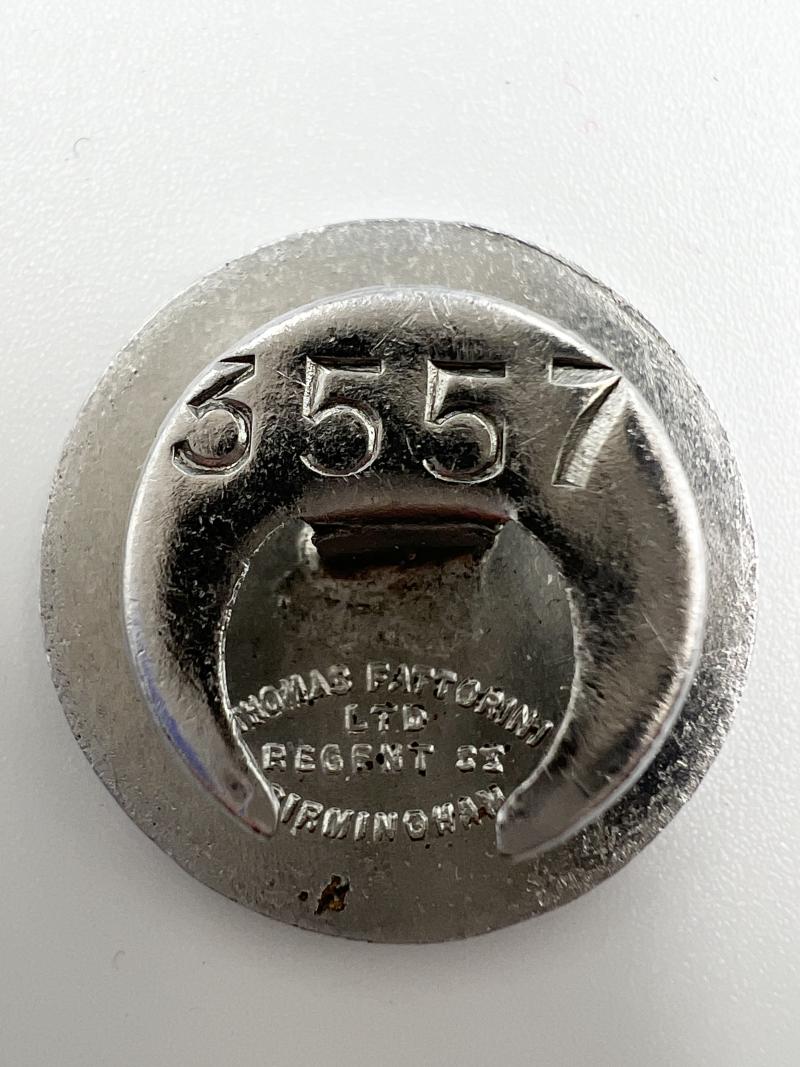 3557
THOMAS FATTORINI
LTD
REGENT ST
BIRMINGHAM